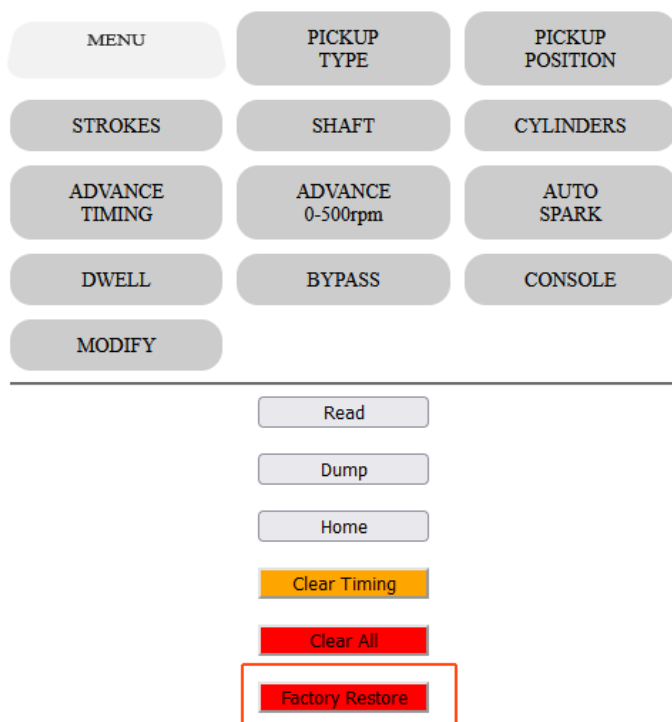 MENU
PICKUP
TYPE
PICKUP
POSITION
STROKES
SHAFT
CYLINDERS
ADVANCE
TIMING
ADVANCE
0-500rpm
AUTO
SPARK
DWELL
BYPASS
CONSOLE
MODIFY
Read
Dump
Home
Clear Timing
Clear All
Factory Restore